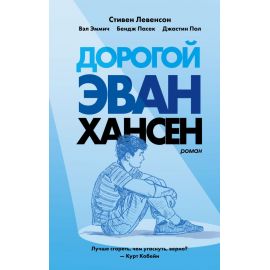 Стивен Левенсон
Вэл Эммич Бендж Пасек Джастин Пол
ДОРОГОЙ
ЭВАН
ХАНСЕН
роман
Лучше сгореть, чем угаснуть, верно?
— Курт Кобейн